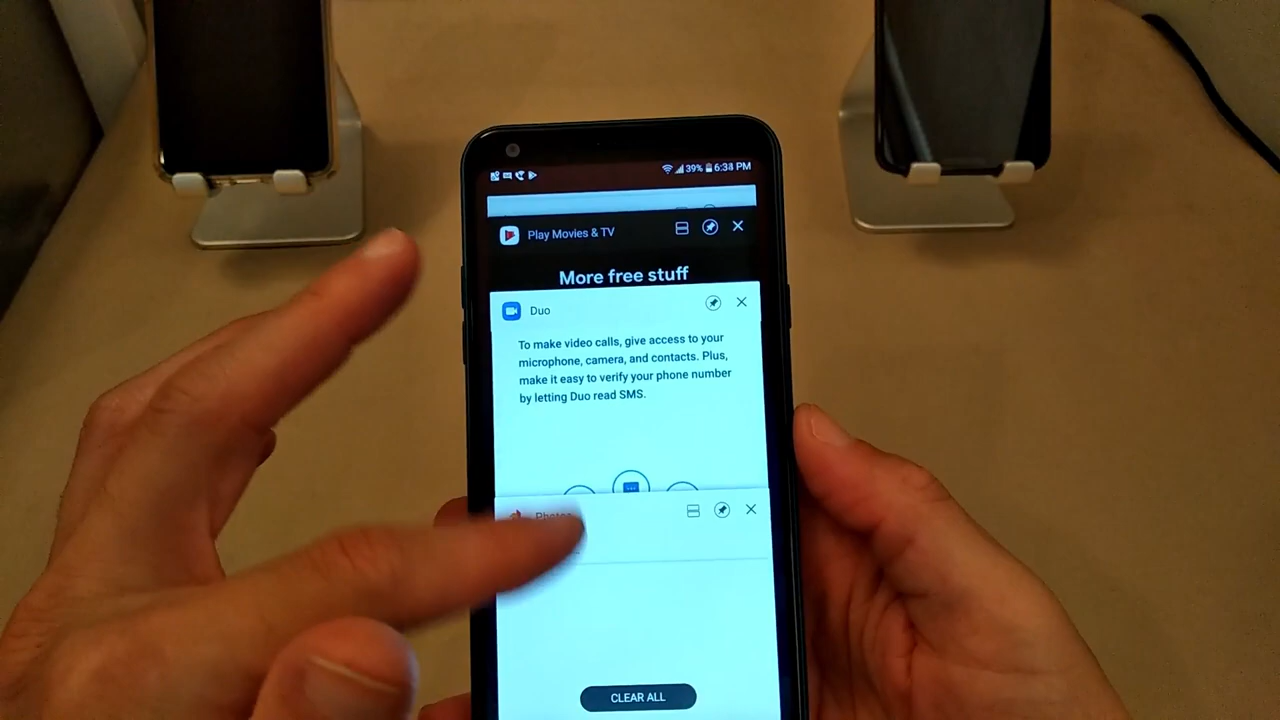 39% 6:38 PM
Play Movies & TV
More free stuff
Duo
To make video calls, give access to your
microphone, camera, and contacts. Plus,
make it easy to verify your phone number
by letting Duo read SMS.
Photos
CLEAR ALL